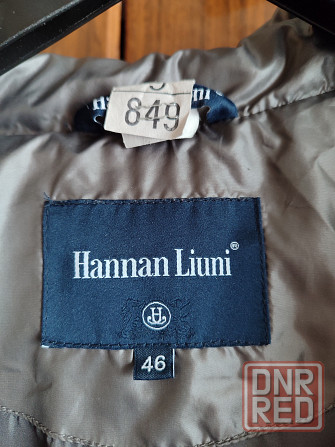 849
Hannan Liuni®
H
46
DNR
RED